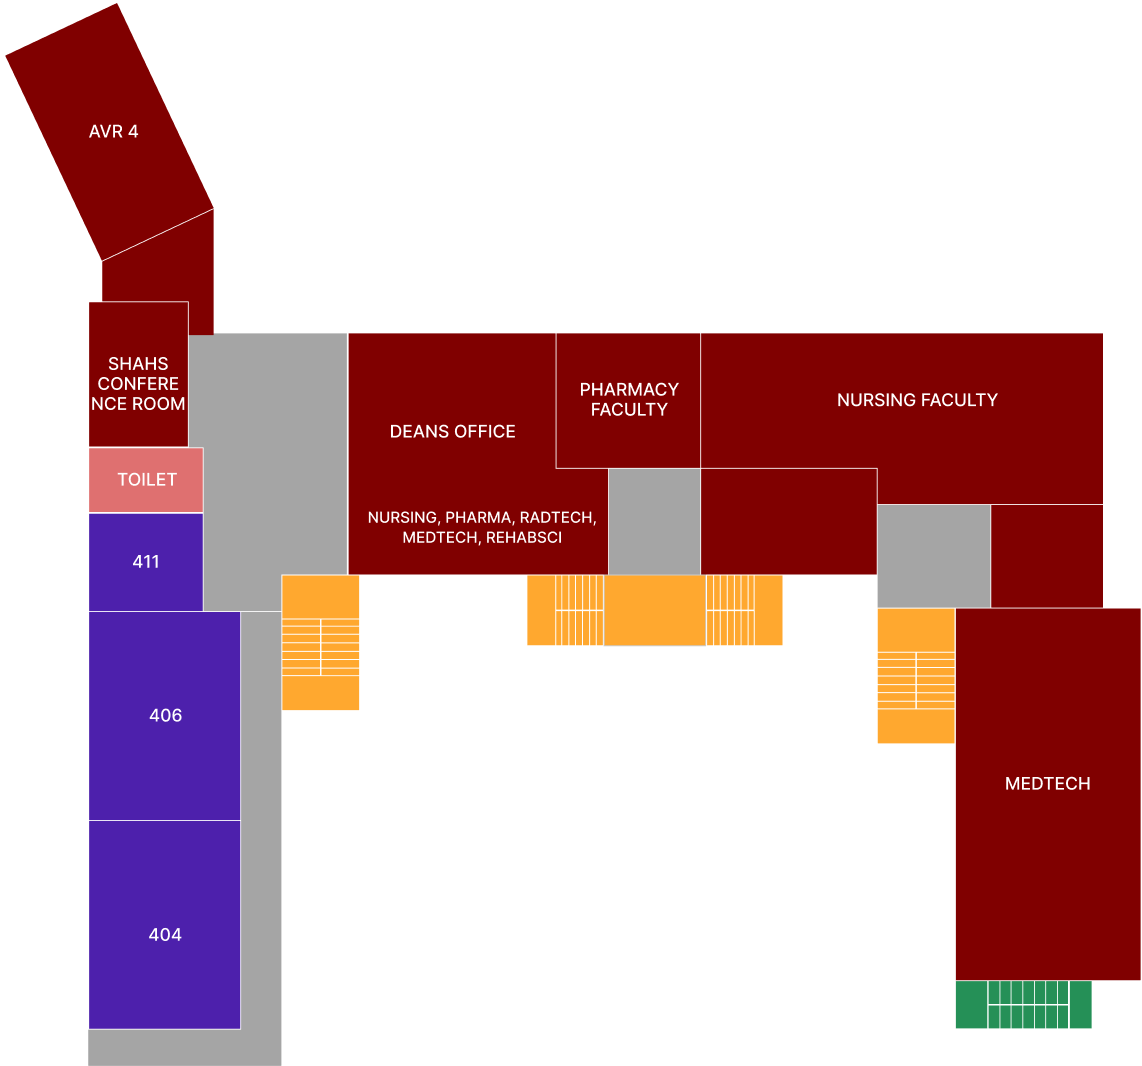 AVR 4
SHAHS
CONFERE
NCE ROOM
TOILET
411
406
404
DEANS OFFICE
NURSING, PHARMA, RADTECH,
MEDTECH, REHABSCI
PHARMACY
FACULTY
NURSING FACULTY
MEDTECH